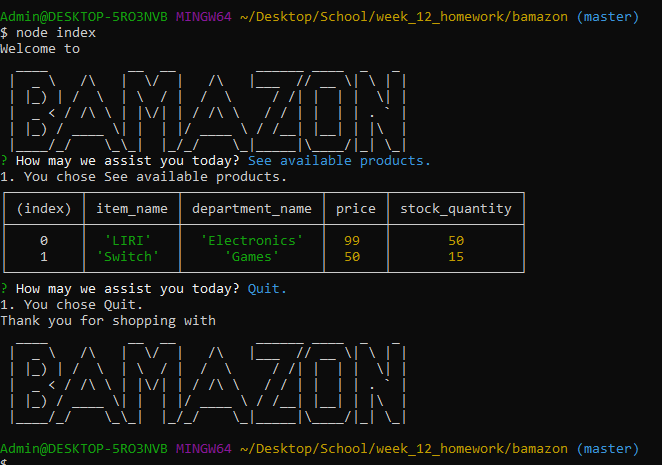 Admin@DESKTOP-5RO3NVB MINGW64 ~/Desktop/School/week_12_homework/bamazon (master)
$ node index
Welcome to
BAMAZON
? How may we assist you today? See available products.
1. You chose See available products.
(index) item_name department_name price stock_quantity
0 'LIRI' 'Electronics' 99 50
1 'Switch' 'Games' 50 15
? How may we assist you today? Quit.
1. You chose Quit.
Thank you for shopping with
BAMAZON
Admin@DESKTOP-5RO3NVB MINGW64 ~/Desktop/School/week_12_homework/bamazon (master)
$